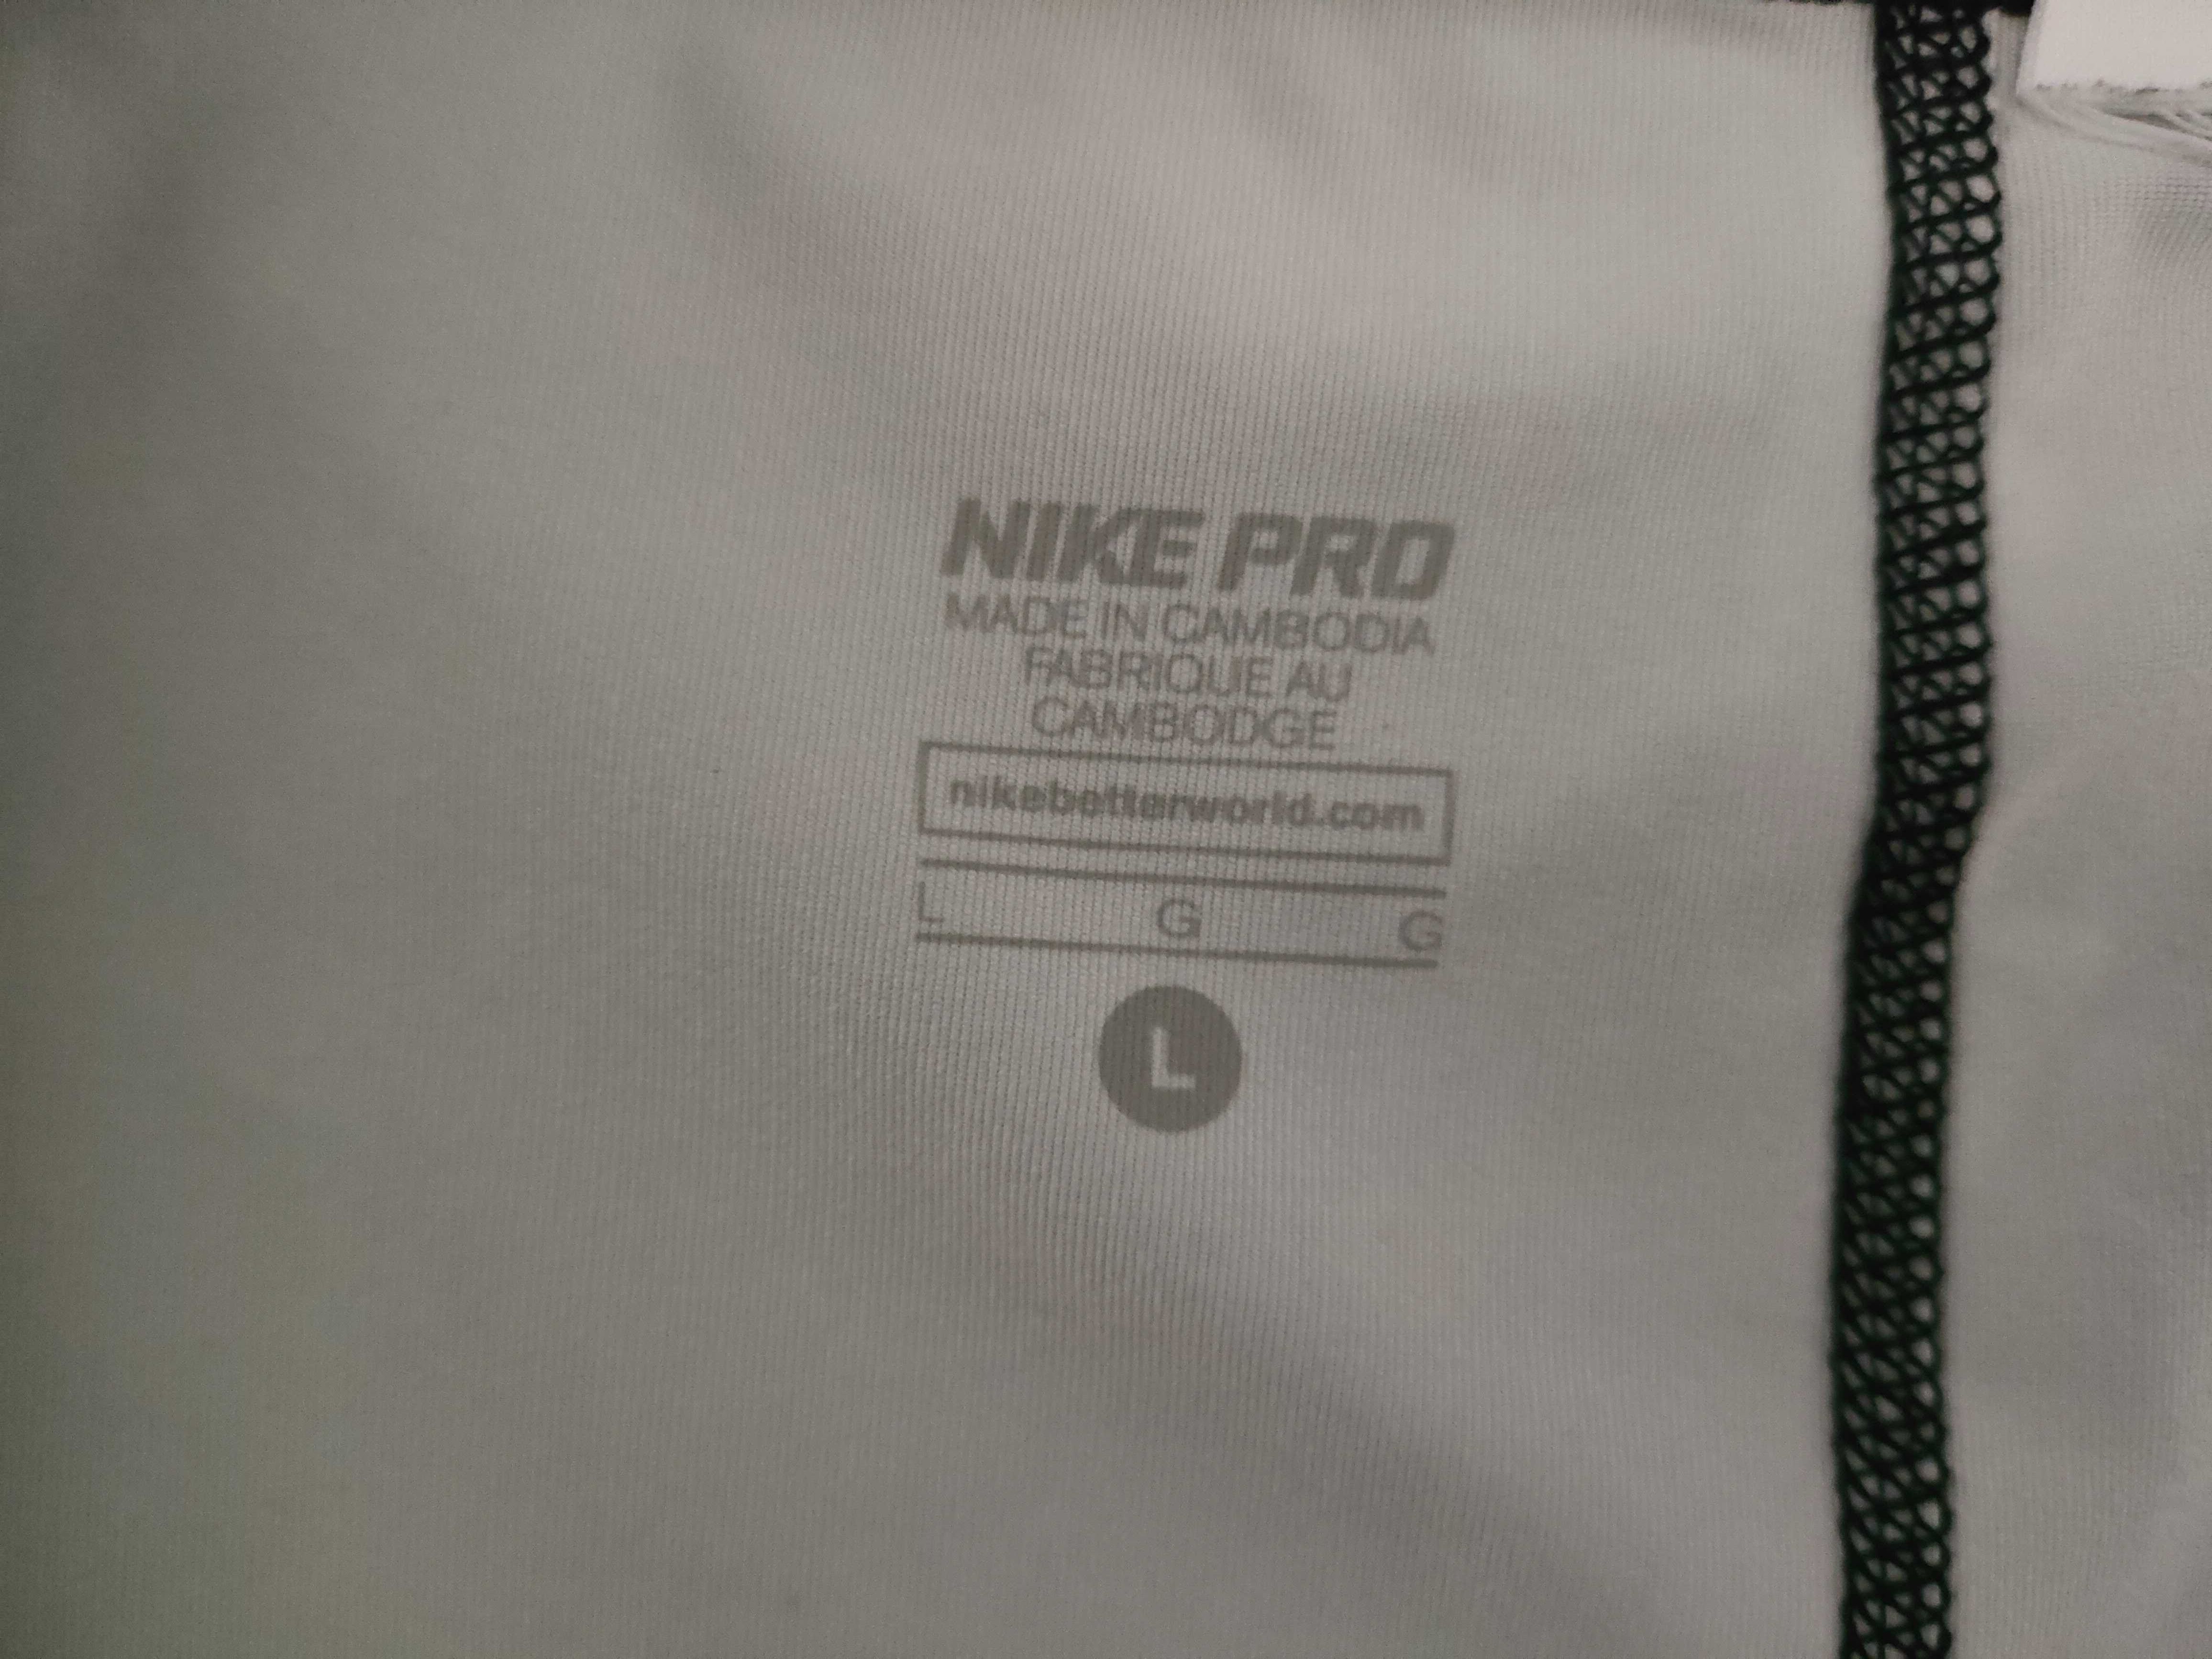 NIKE PRO
MADE IN CAMBODIA
FABRIQUE AU
CAMBODGE
nikebetterworld.com
L G G
L